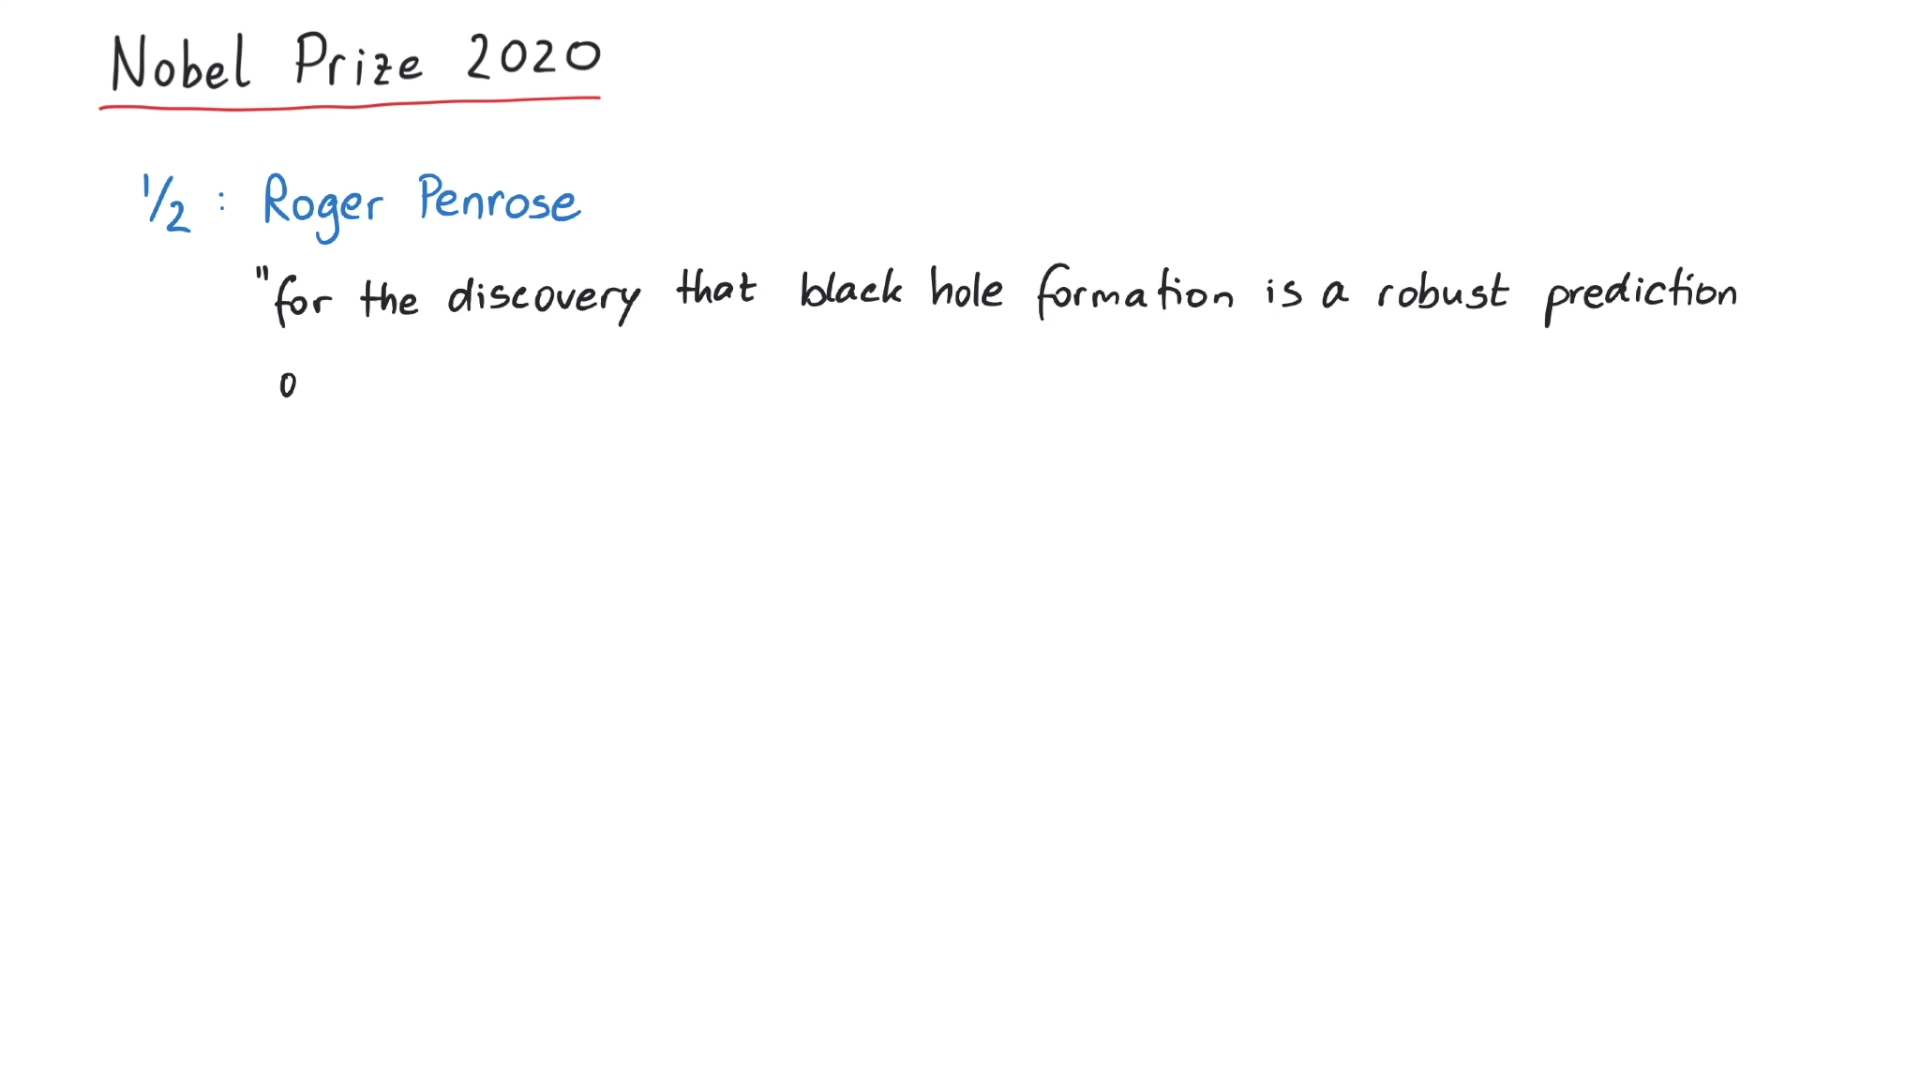 Nobel Prize 2020
1/2 : Roger Penrose
"for the discovery that black hole formation is a robust prediction
o